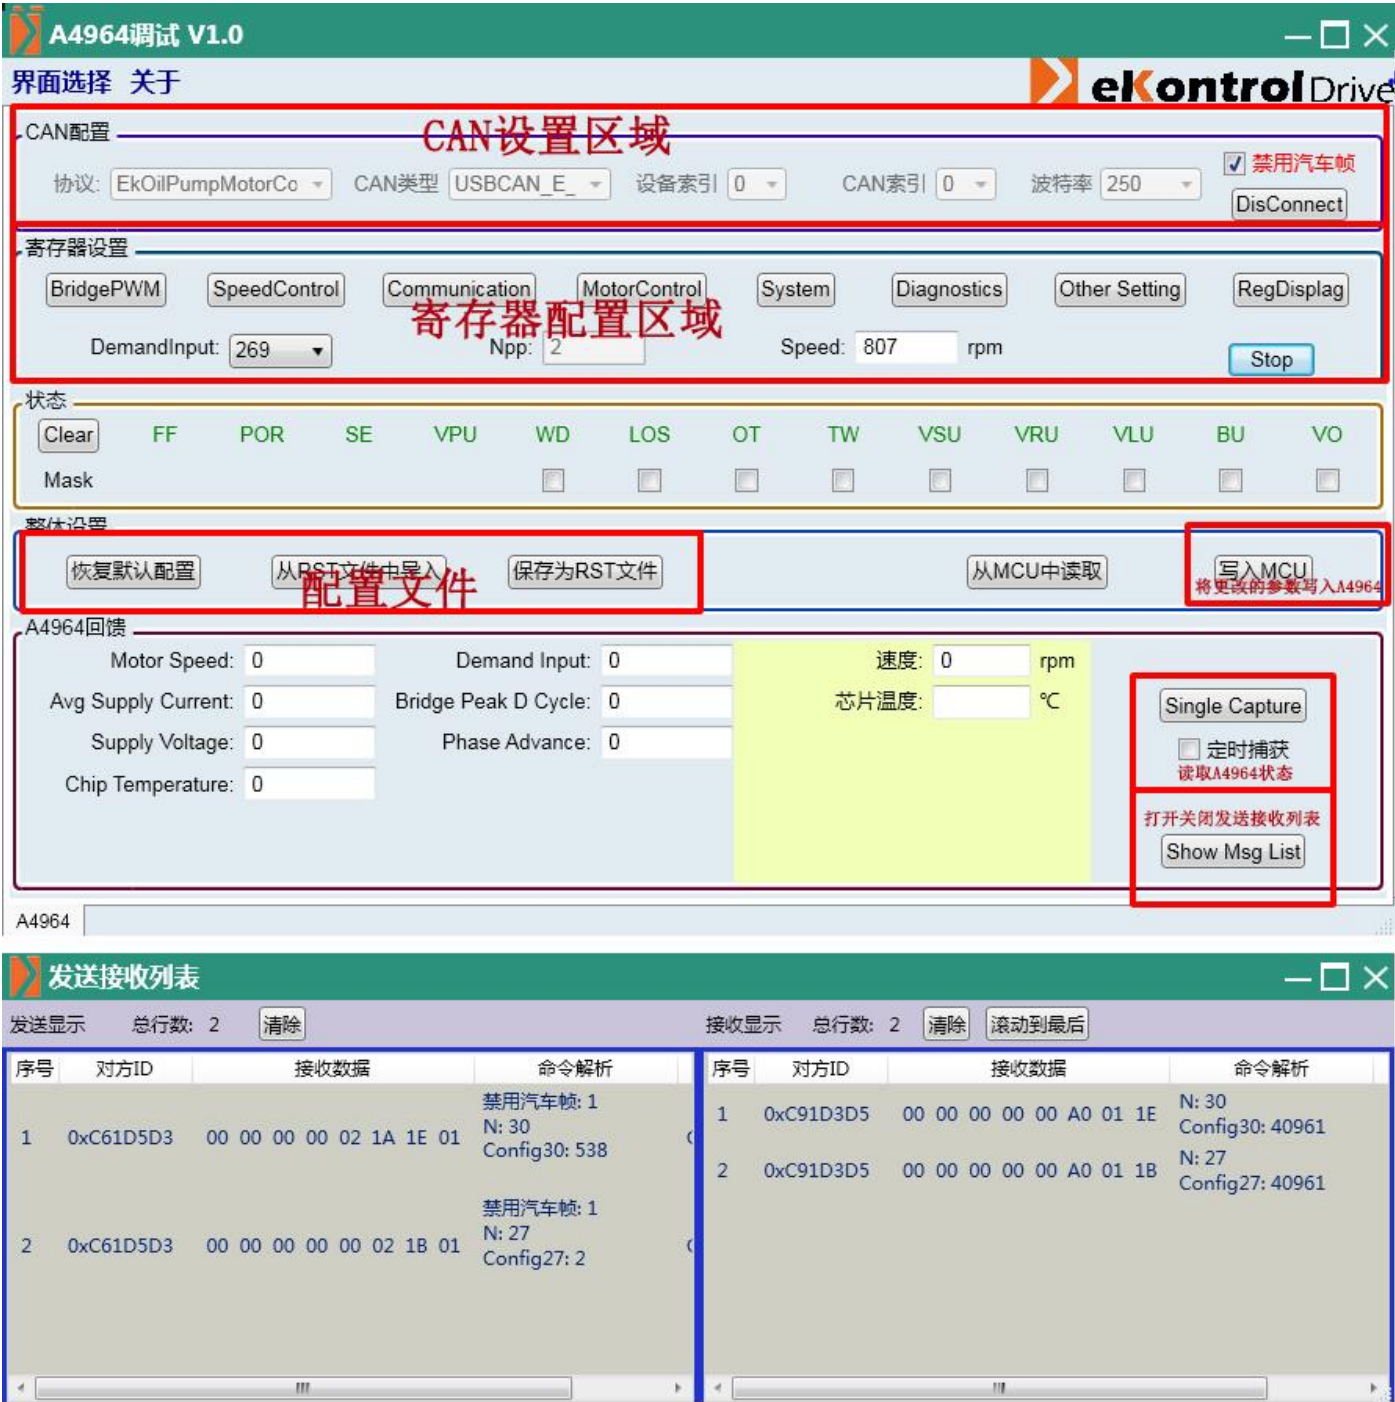 A4964调试 V1.0
界面选择 关于
eKontrol Drive
CAN配置
CAN设置区域
协议: EkOilPumpMotorCo CAN类型 USBCAN_E_ 设备索引 0 CAN索引 0 波特率 250
禁用汽车帧
DisConnect
寄存器设置
BridgePWM SpeedControl Communication MotorControl System Diagnostics Other Setting RegDisplag
寄存器配置区域
DemandInput: 269 Npp: 2 Speed: 807 rpm
Stop
状态
Clear FF POR SE VPU WD LOS OT TW VSU VRU VLU BU VO
Mask
整体设置
恢复默认配置 从RST文件中导入 保存为RST文件 从MCU中读取 写入MCU
配置文件
将更改的参数写入A4964
A4964回馈
Motor Speed: 0 Demand Input: 0 速度: 0 rpm
Avg Supply Current: 0 Bridge Peak D Cycle: 0 芯片温度: ℃
Single Capture
Supply Voltage: 0 Phase Advance: 0
定时捕获
读取A4964状态
Chip Temperature: 0
打开关闭发送接收列表
Show Msg List
A4964
发送接收列表
发送显示 总行数: 2 清除
接收显示 总行数: 2 清除 滚动到最后
序号 对方ID 接收数据 命令解析
1 0xC61D5D3 00 00 00 00 02 1A 1E 01
禁用汽车帧: 1
N: 30
Config30: 538
2 0xC61D5D3 00 00 00 00 00 02 1B 01
禁用汽车帧: 1
N: 27
Config27: 2
序号 对方ID 接收数据 命令解析
1 0xC91D3D5 00 00 00 00 00 A0 01 1E
N: 30
Config30: 40961
2 0xC91D3D5 00 00 00 00 00 A0 01 1B
N: 27
Config27: 40961